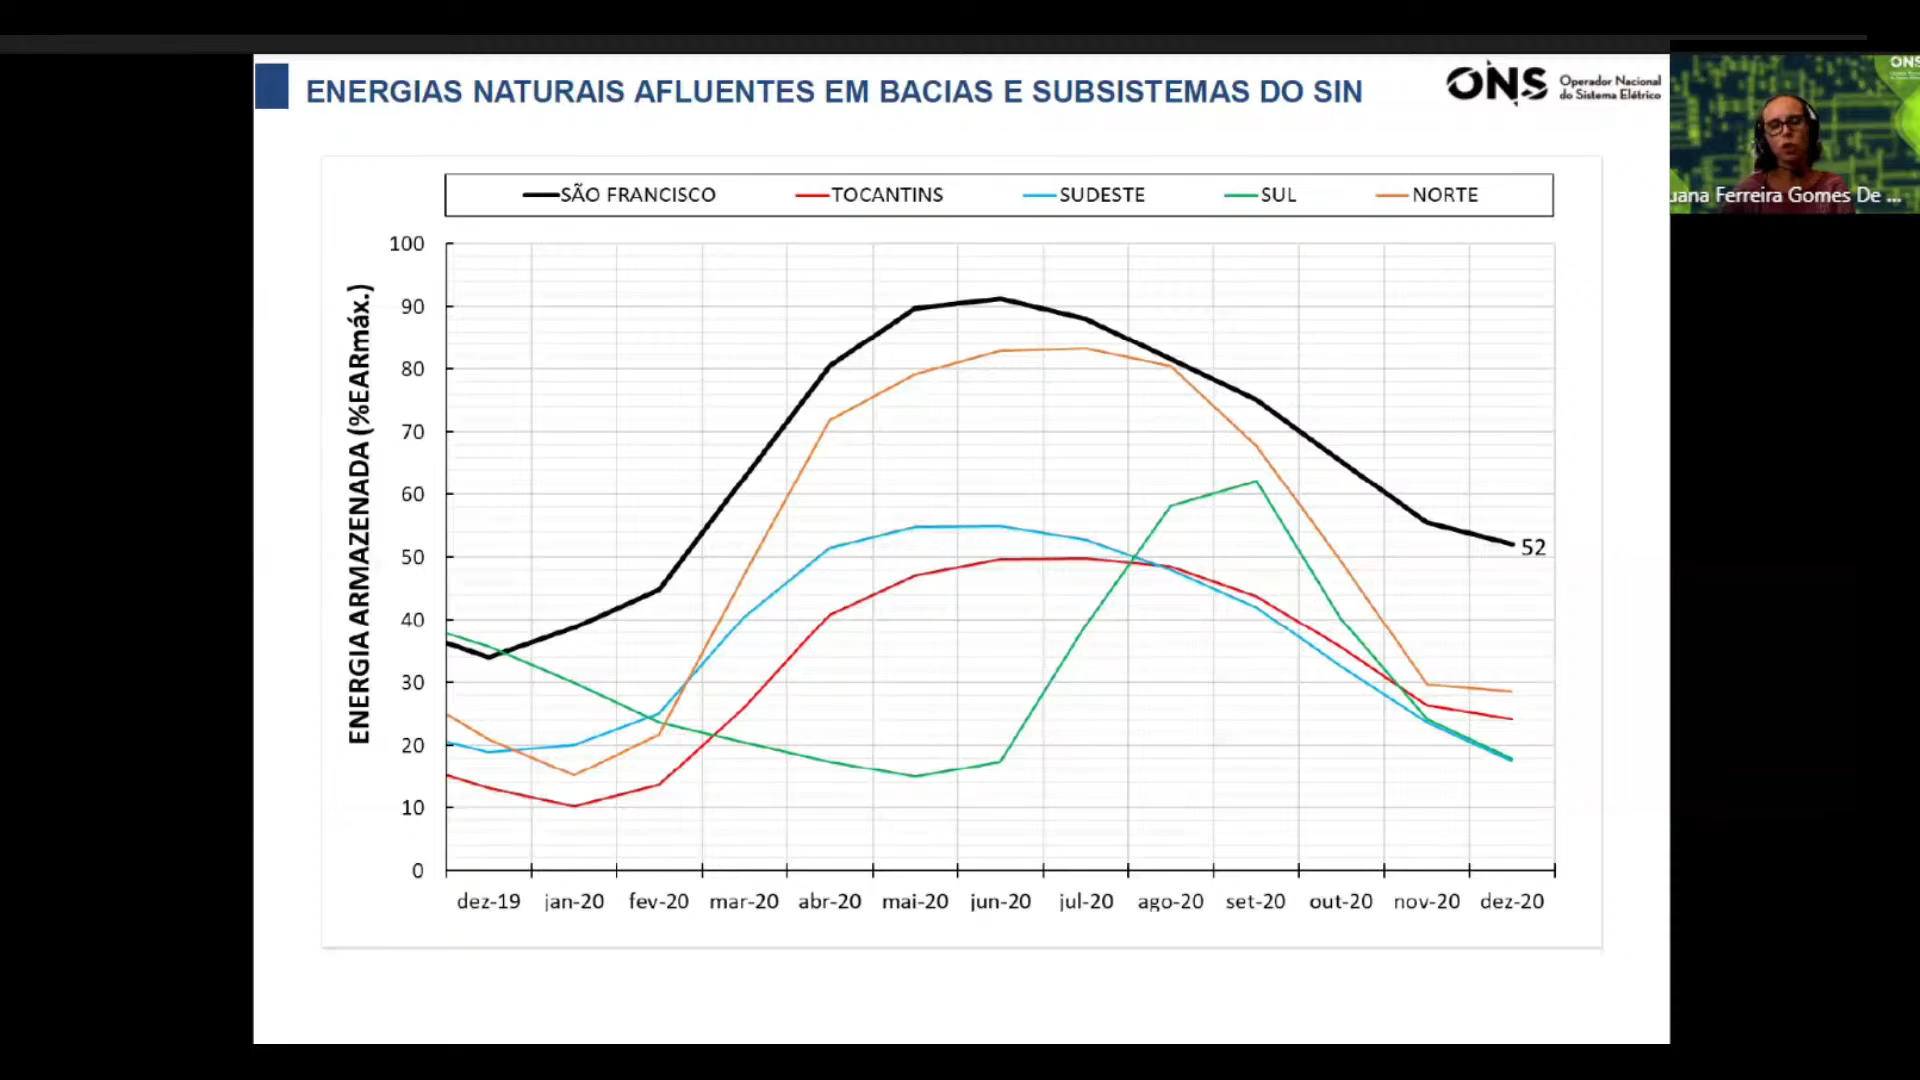 ENERGIAS NATURAIS AFLUENTES EM BACIAS E SUBSISTEMAS DO SIN
ONS
Operador Nacional
do Sistema Elétrico
ONS
uana Ferreira Gomes De ...
SÃO FRANCISCO TOCANTINS SUDESTE SUL NORTE
ENERGIA ARMAZENADA (%EARmáx.)
100
90
80
70
60
50
40
30
20
10
0
52
dez-19 jan-20 fev-20 mar-20 abr-20 mai-20 jun-20 jul-20 ago-20 set-20 out-20 nov-20 dez-20